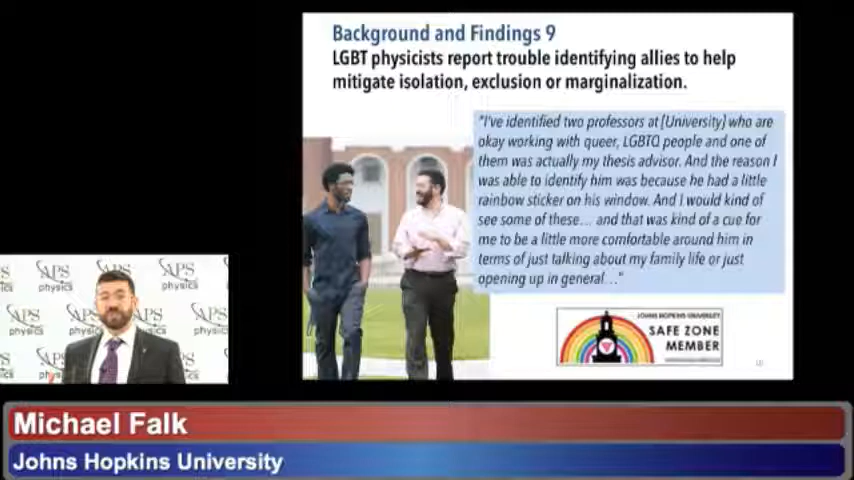 Background and Findings 9
LGBT physicists report trouble identifying allies to help
mitigate isolation, exclusion or marginalization.
"I've identified two professors at [University] who are
okay working with queer, LGBTQ people and one of
them was actually my thesis advisor. And the reason I
was able to identify him was because he had a little
rainbow sticker on his window. And I would kind of
see some of these… and that was kind of a cue for
me to be a little more comfortable around him in
terms of just talking about my family life or just
opening up in general…"
JOHNS HOPKINS UNIVERSITY
SAFE ZONE
MEMBER
APS
physics
APS
physics
APS
physics
Michael Falk
Johns Hopkins University